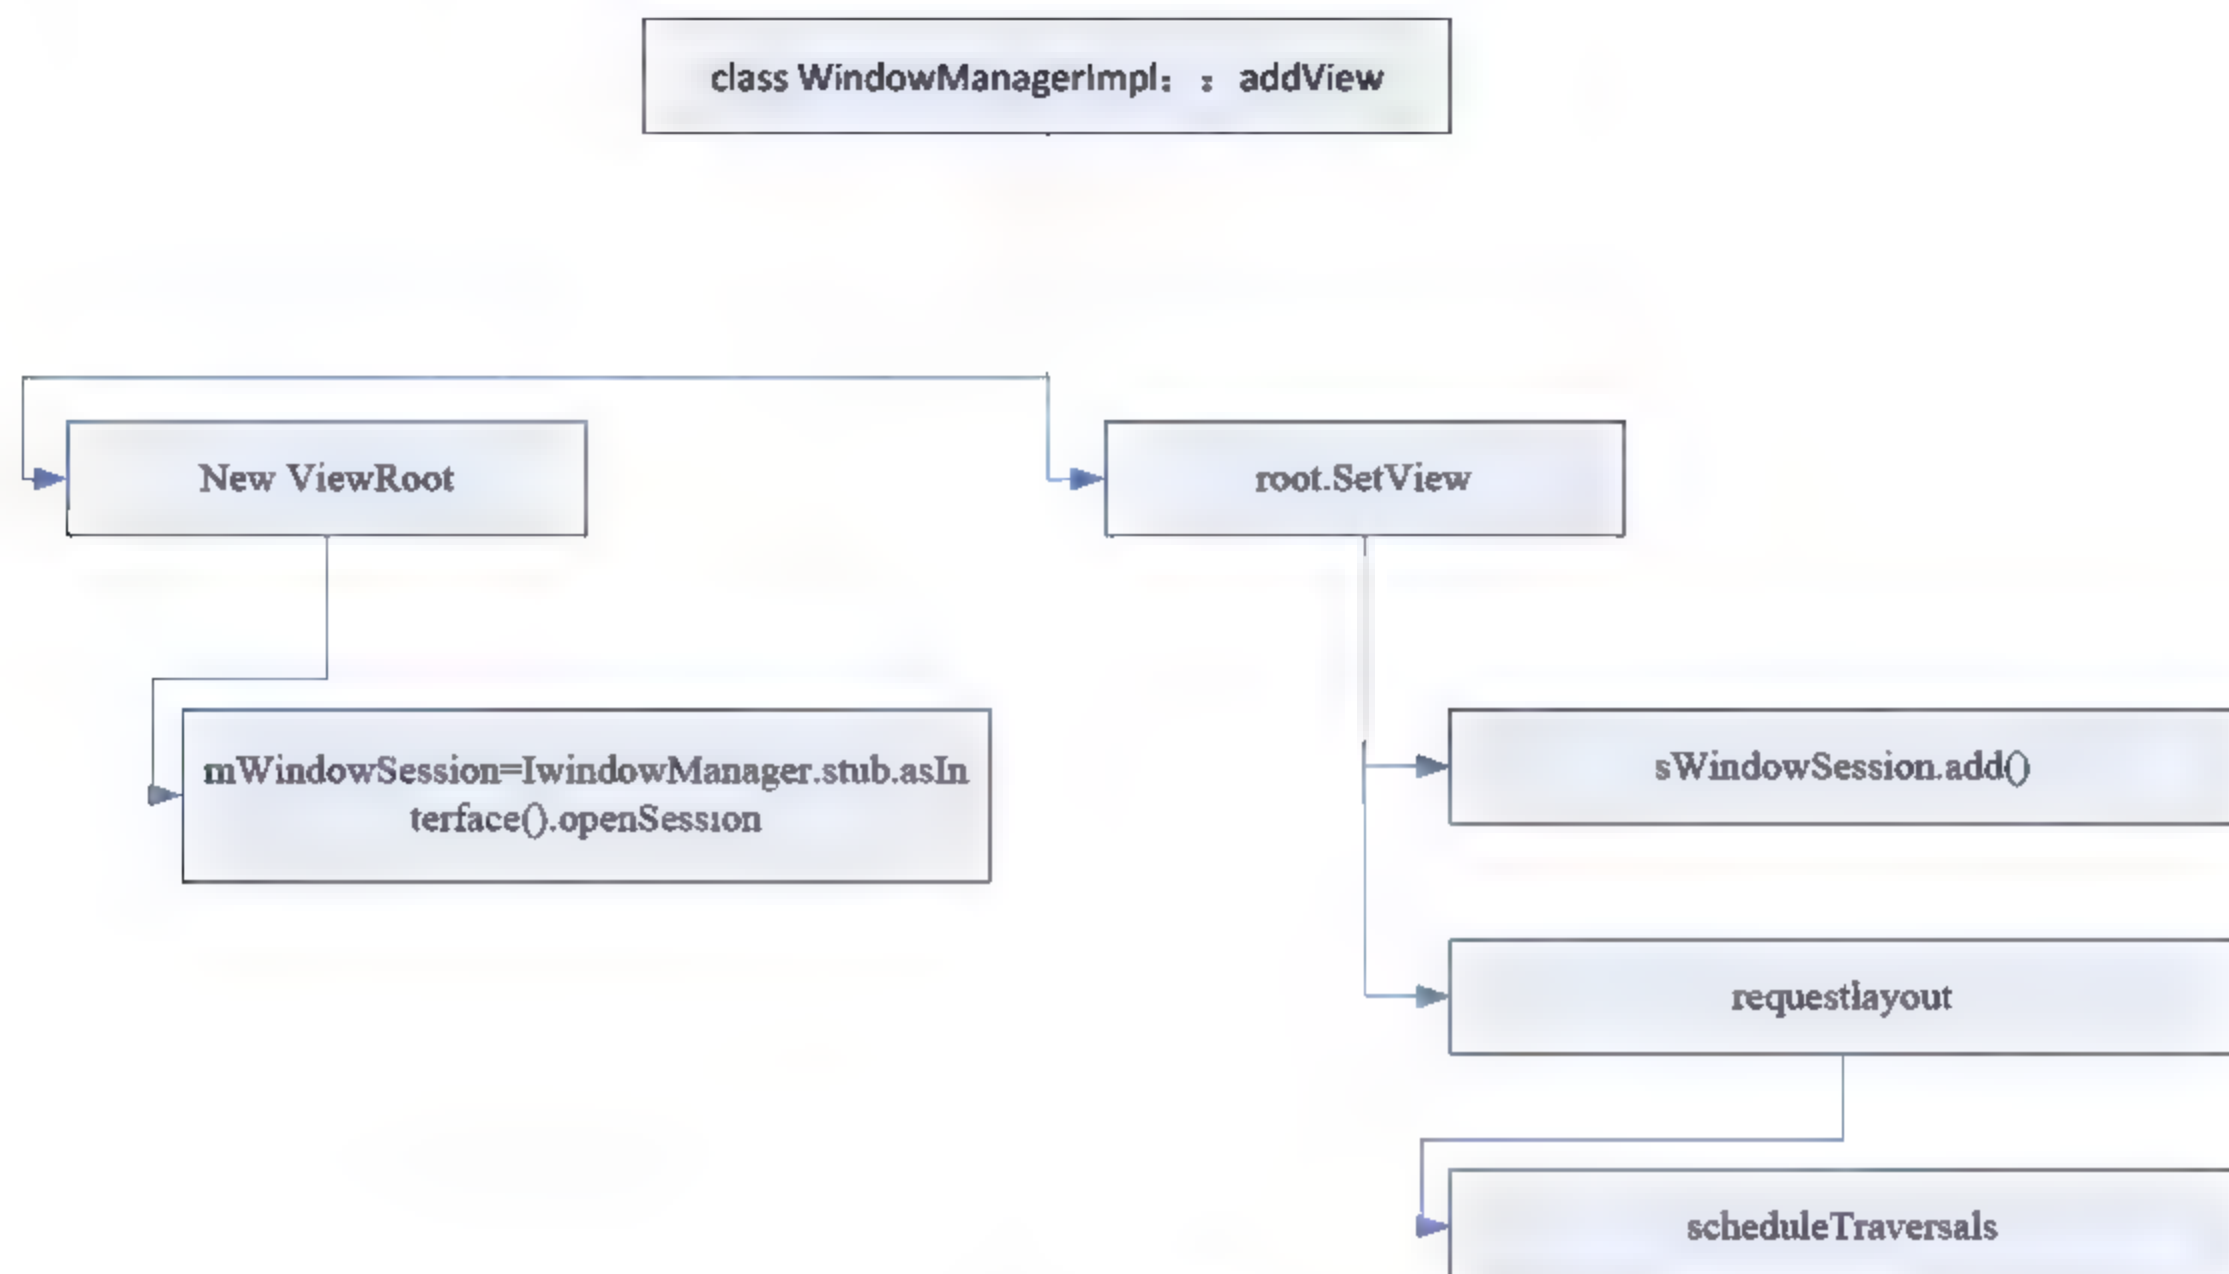 class WindowManagerImpl：：addView
New ViewRoot
root.SetView
mWindowSession=IwindowManager.stub.asIn
terface().openSession
sWindowSession.add()
requestlayout
scheduleTraversals